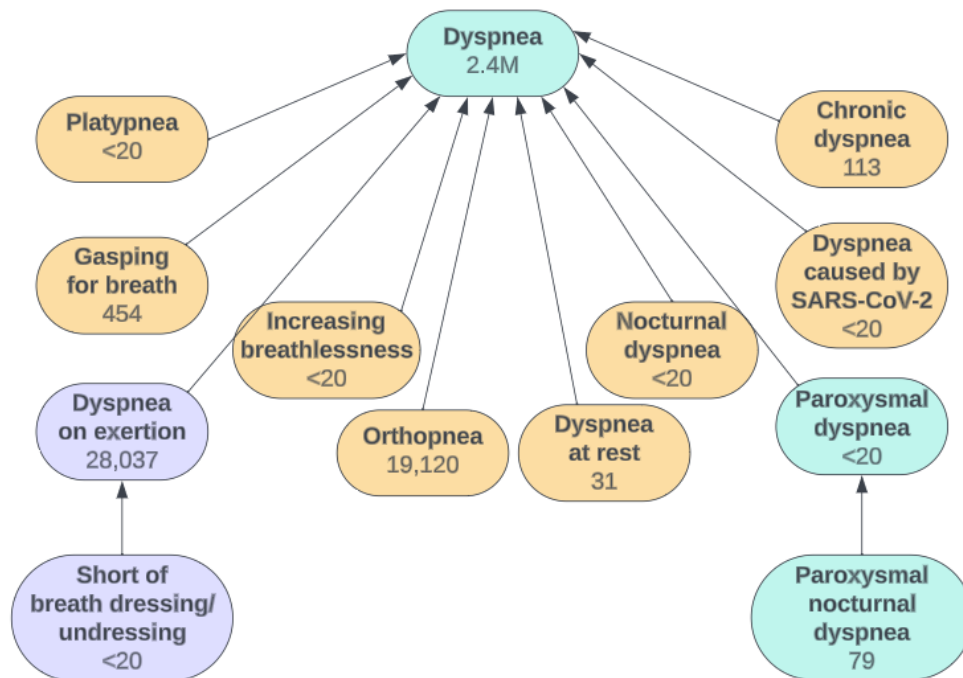 Dyspnea
2.4M
Platypnea
<20
Chronic
dyspnea
113
Gasping
for breath
454
Dyspnea
caused by
SARS-CoV-2
<20
Increasing
breathlessness
<20
Nocturnal
dyspnea
<20
Dyspnea
on exertion
28,037
Orthopnea
19,120
Dyspnea
at rest
31
Paroxysmal
dyspnea
<20
Short of
breath dressing/
undressing
<20
Paroxysmal
nocturnal
dyspnea
79